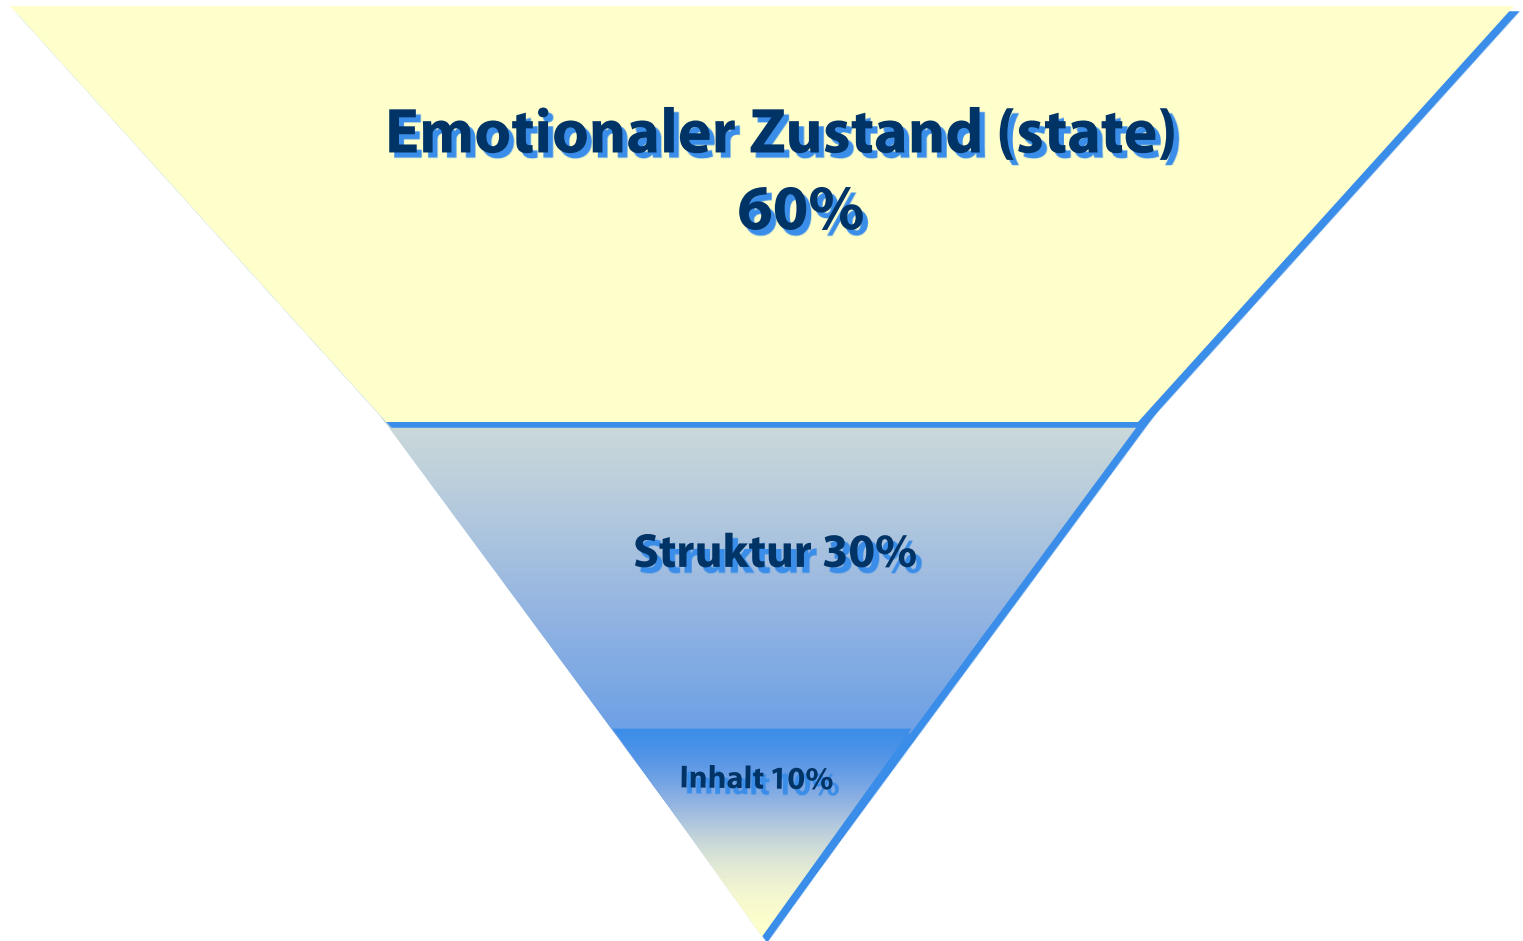 Emotionaler Zustand (state)
60%
Struktur 30%
Inhalt 10%